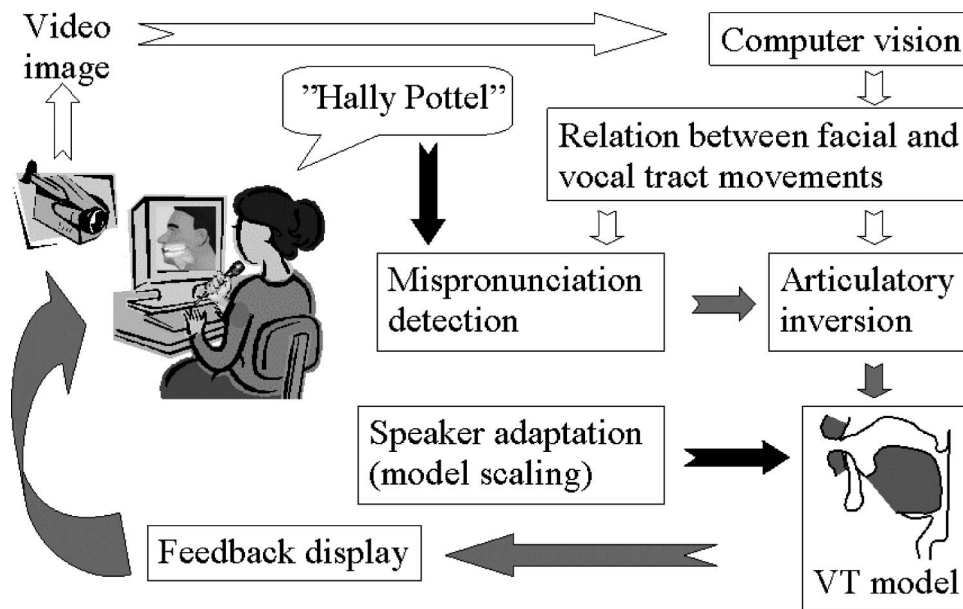 Video
image
Computer vision
”Hally Pottel”
Relation between facial and
vocal tract movements
Mispronunciation
detection
Articulatory
inversion
Speaker adaptation
(model scaling)
Feedback display
VT model